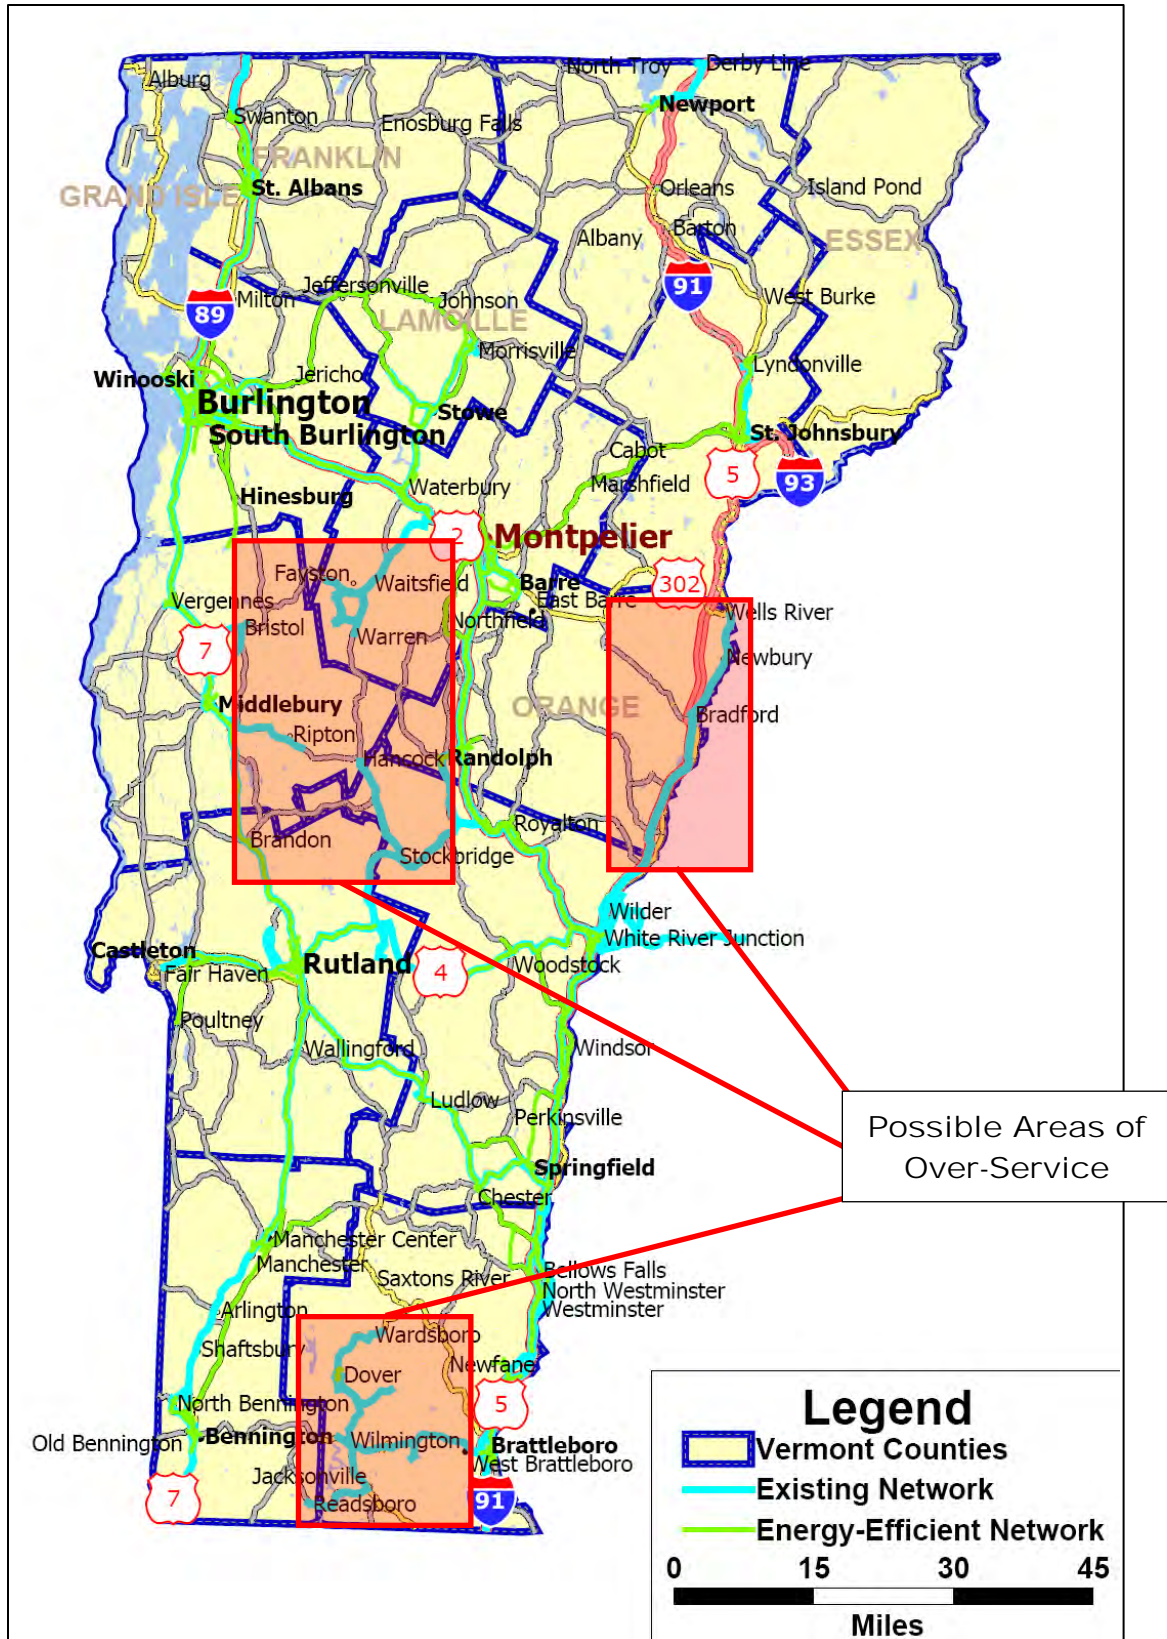 Alburg
North Troy
Derby Line
Newport
Swanton
Enosburg Falls
FRANKLIN
GRAND ISLE
St. Albans
Orleans
Island Pond
Albany
Barton
ESSEX
91
Jeffersonville
Milton
89
Johnson
West Burke
LAMOILLE
Morrisville
Lyndonville
Winooski
Jericho
Burlington
Stowe
South Burlington
St. Johnsbury
Cabot
5
93
Marshfield
Waterbury
Hinesburg
2
Montpelier
Fayston
Waitsfield
Barre
302
East Barre
Vergennes
Wells River
Bristol
Warren
Northfield
7
Newbury
Middlebury
ORANGE
Bradford
Ripton
Hancock
Randolph
Brandon
Royalton
Stockbridge
Wilder
White River Junction
Castleton
Rutland
4
Woodstock
Fair Haven
Poultney
Wallingford
Windsor
Ludlow
Perkinsville
Possible Areas of
Over-Service
Springfield
Chester
Manchester Center
Manchester
Saxtons River
Bellows Falls
North Westminster
Westminster
Arlington
Wardsboro
Shaftsbury
Newfane
Dover
North Bennington
5
Old Bennington
Bennington
Wilmington
Brattleboro
West Brattleboro
Jacksonville
7
Readsboro
91
Legend
Vermont Counties
Existing Network
Energy-Efficient Network
0 15 30 45
Miles